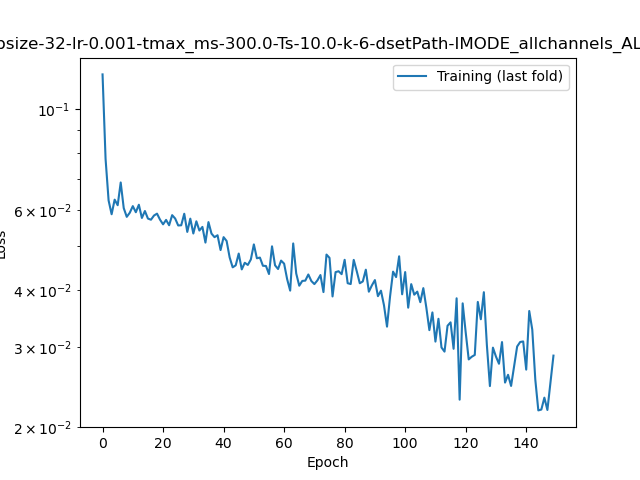 size-32-lr-0.001-tmax_ms-300.0-Ts-10.0-k-6-dsetPath-IMODE_allchannels_AL
Training (last fold)
10⁻¹
6 × 10⁻²
4 × 10⁻²
3 × 10⁻²
2 × 10⁻²
Loss
0 20 40 60 80 100 120 140
Epoch